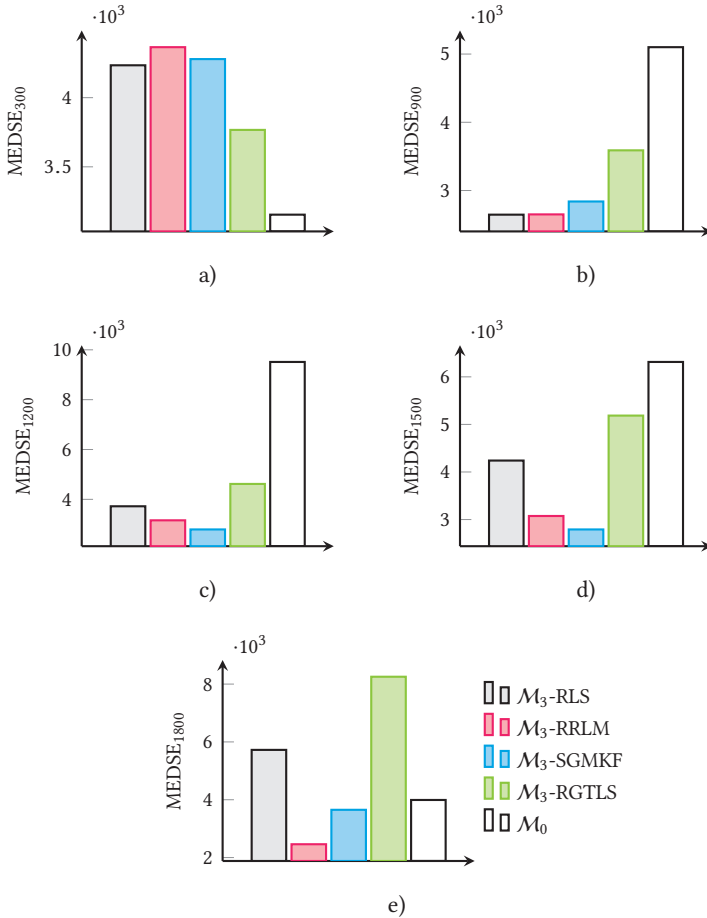 ·10³
4
3.5
MEDSE₃₀₀
a)
·10³
5
4
3
MEDSE₉₀₀
b)
·10³
10
8
6
4
MEDSE₁₂₀₀
c)
·10³
6
5
4
3
MEDSE₁₅₀₀
d)
·10³
8
6
4
2
MEDSE₁₈₀₀
ℳ₃-RLS
ℳ₃-RRLM
ℳ₃-SGMKF
ℳ₃-RGTLS
ℳ₀
e)